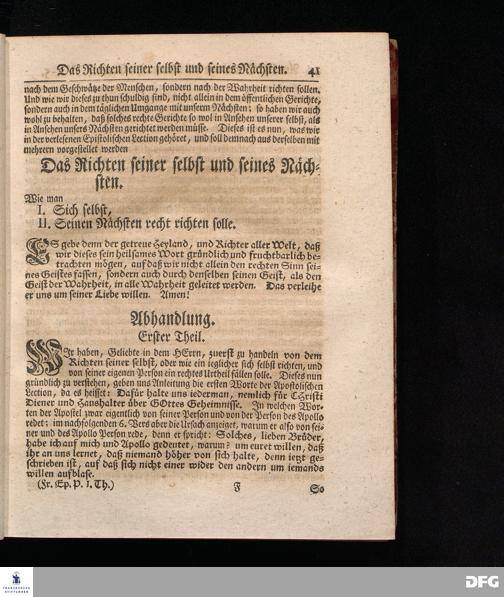 Das Richten seiner selbst und seines Nächsten. 41
nach dem Geschwätze der Menschen, sondern nach der Wahrheit richten sollen.
Und wie wir dieses zu thun schuldig sind, nicht allein in dem öffentlichen Gerichte,
sondern auch in dem täglichen Umgange mit unserm Nächsten: so haben wir auch
wohl zu behalten, daß solches rechte Gerichte so wol in Ansehen unserer selbst, als
in Ansehen unsers Nächsten gerichtet werden müsse. Dieses ist es nun, was wir
in der verlesenen Epistolischen Lection gehöret, und soll demnach aus derselben mit
mehrern vorgestellet werden
Das Richten seiner selbst und seines Näch-
sten.
Wie man
I. Sich selbst,
II. Seinen Nächsten recht richten solle.
ES gebe denn der getreue Heyland, und Richter aller Welt, daß
wir dieses sein heilsames Wort gründlich und fruchtbarlich be-
trachten mögen, auf daß wir nicht allein den rechten Sinn sei-
nes Geistes fassen, sondern auch durch denselben seinen Geist, als den
Geist der Wahrheit, in alle Wahrheit geleitet werden. Das verleihe
er uns um seiner Liebe willen. Amen!
Abhandlung.
Erster Theil.
WIr haben, Geliebte in dem HErrn, zuerst zu handeln von dem
Richten seiner selbst, oder wie ein ieglicher sich selbst richten, und
von seiner eigenen Person ein rechtes Urtheil fällen solle. Dieses nun
gründlich zu verstehen, geben uns Anleitung die ersten Worte der Apostolischen
Lection, da es heisset: Dafür halte uns iederman, nemlich für CHristi
Diener und Haushalter über GOttes Geheimnisse. In welchen Wor-
ten der Apostel zwar eigentlich von seiner Person und von der Person des Apollo
redet: im nachfolgenden 6. Vers aber die Ursach anzeiget, warum er also von sei-
ner und des Apollo Person rede, denn er spricht: Solches, lieben Brüder,
habe ich auf mich und Apollo gedeutet, warum? um euret willen, daß
ihr an uns lernet, daß niemand höher von sich halte, denn ietzt ge-
schrieben ist, auf daß sich nicht einer wider den andern um iemands
willen aufblase.
(Fr. Ep. P. I. Th.) F So
FRANCKESCHE
STIFTUNGEN
DFG